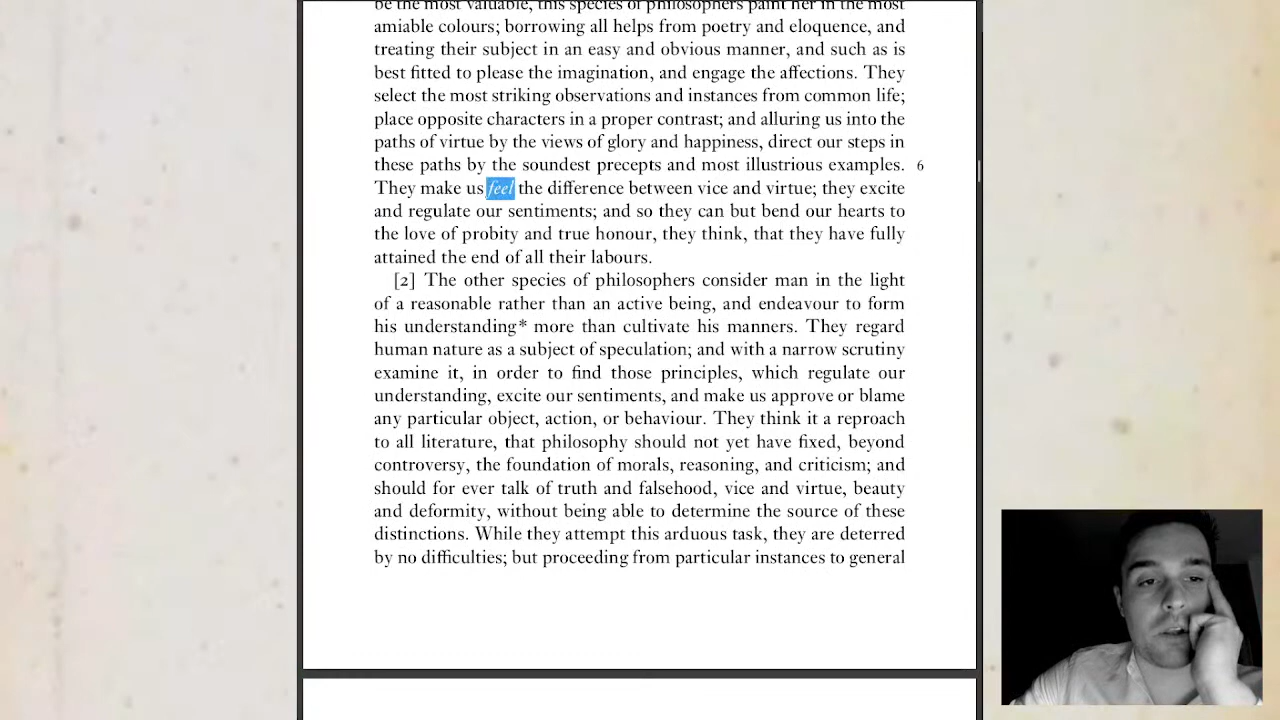 be the most valuable, this species of philosophers paint her in the most
amiable colours; borrowing all helps from poetry and eloquence, and
treating their subject in an easy and obvious manner, and such as is
best fitted to please the imagination, and engage the affections. They
select the most striking observations and instances from common life;
place opposite characters in a proper contrast; and alluring us into the
paths of virtue by the views of glory and happiness, direct our steps in
these paths by the soundest precepts and most illustrious examples. 6
They make us feel the difference between vice and virtue; they excite
and regulate our sentiments; and so they can but bend our hearts to
the love of probity and true honour, they think, that they have fully
attained the end of all their labours.
[2] The other species of philosophers consider man in the light
of a reasonable rather than an active being, and endeavour to form
his understanding* more than cultivate his manners. They regard
human nature as a subject of speculation; and with a narrow scrutiny
examine it, in order to find those principles, which regulate our
understanding, excite our sentiments, and make us approve or blame
any particular object, action, or behaviour. They think it a reproach
to all literature, that philosophy should not yet have fixed, beyond
controversy, the foundation of morals, reasoning, and criticism; and
should for ever talk of truth and falsehood, vice and virtue, beauty
and deformity, without being able to determine the source of these
distinctions. While they attempt this arduous task, they are deterred
by no difficulties; but proceeding from particular instances to general